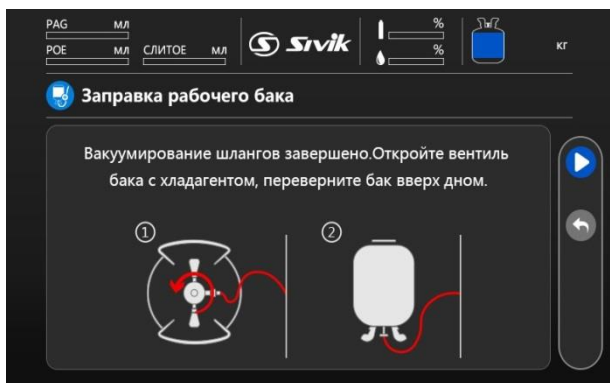 PAG мл
POE мл СЛИТОЕ мл
Sivik
%
%
кг
Заправка рабочего бака
Вакуумирование шлангов завершено.Откройте вентиль
бака с хладагентом, переверните бак вверх дном.
1 2